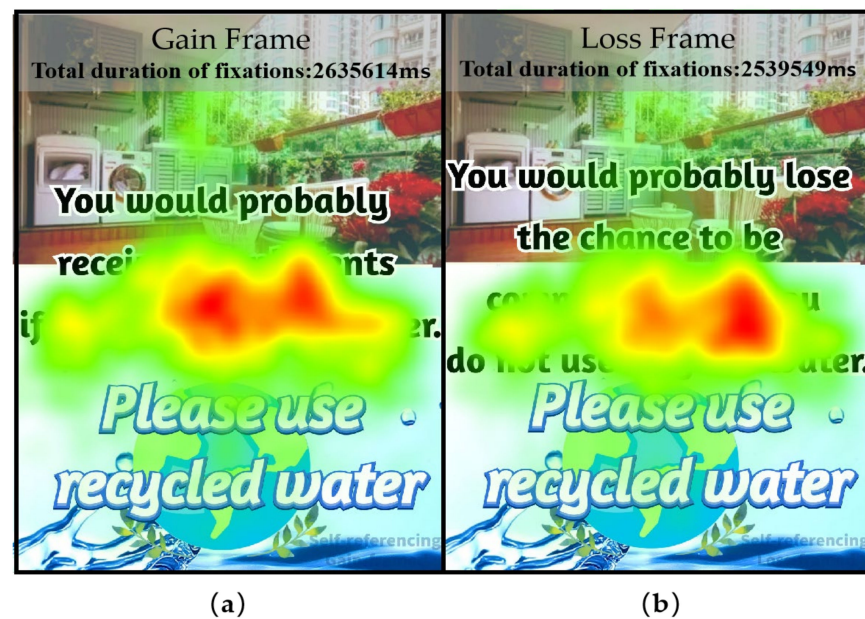 Gain Frame
Total duration of fixations:2635614ms
You would probably
if er.
Please use
recycled water
Self-referencing
(a)
Loss Frame
Total duration of fixations:2539549ms
You would probably lose
the chance to be
do not use
Please use
recycled water
Self-referencing
(b)